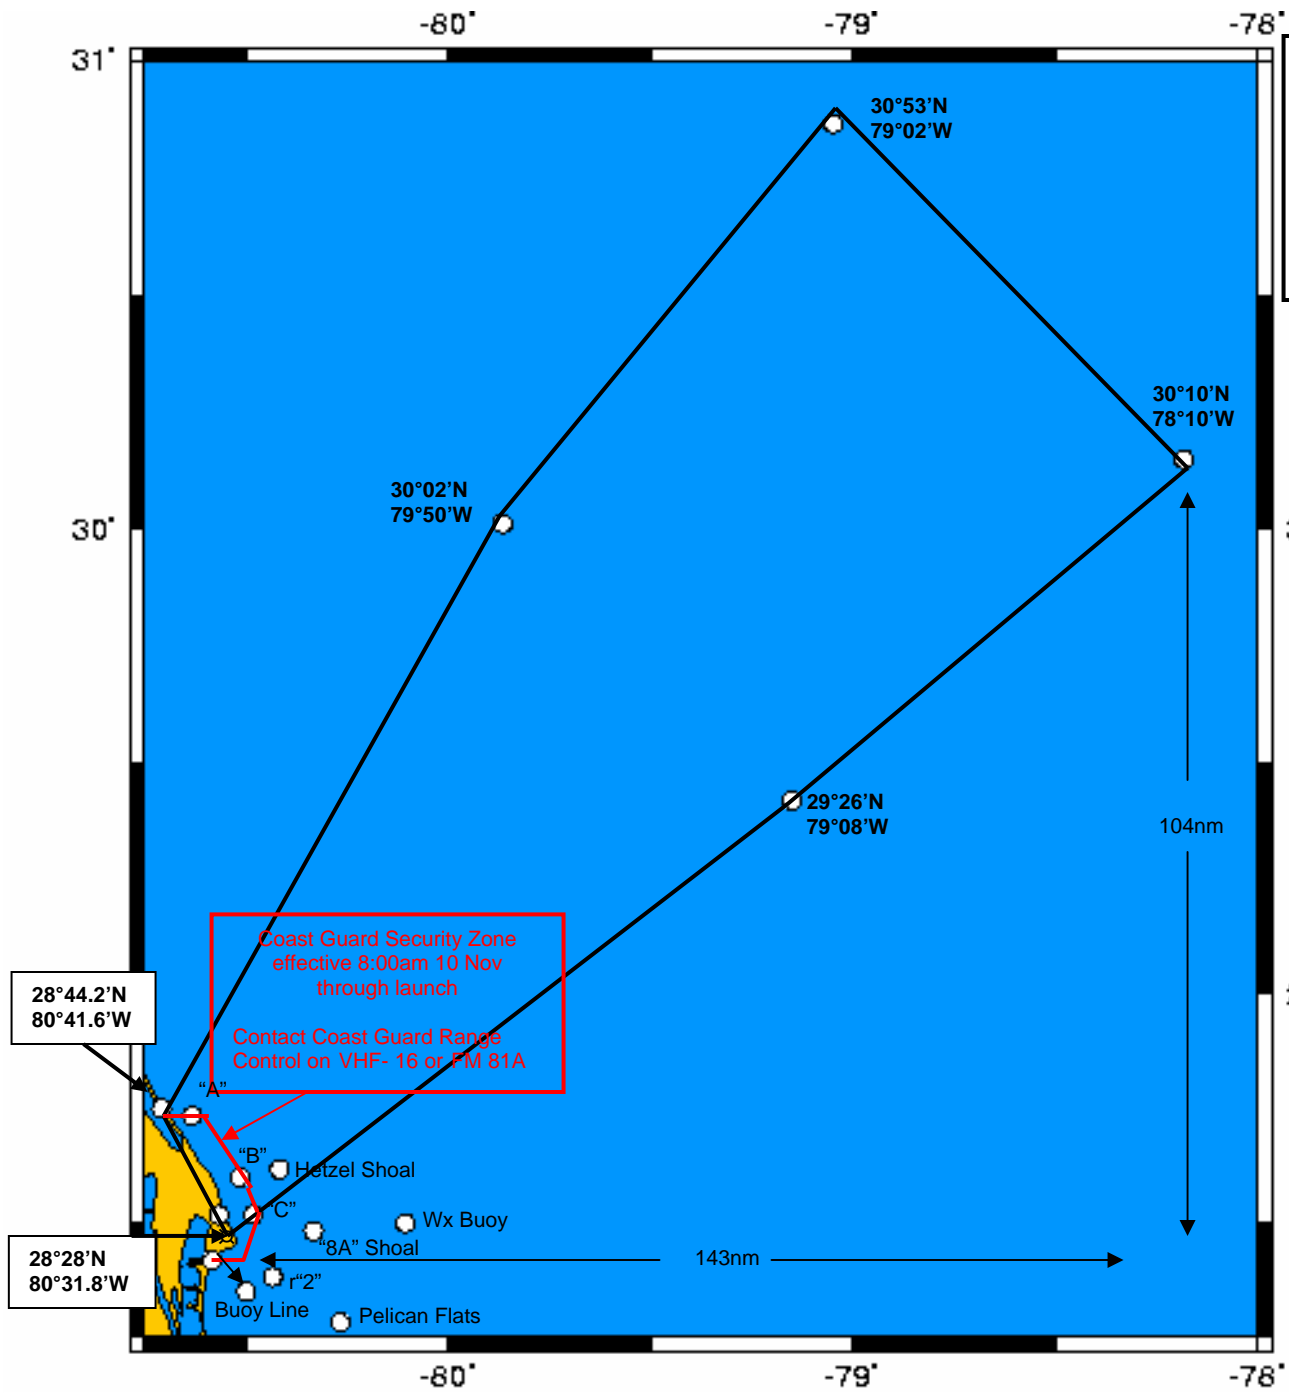 -80°
-79°
-78°
31°
30°53’N
79°02’W
30°10’N
78°10’W
30°02’N
79°50’W
30°
29°26’N
79°08’W
104nm
Coast Guard Security Zone
effective 8:00am 10 Nov
through launch
Contact Coast Guard Range
Control on VHF- 16 or FM 81A
28°44.2’N
80°41.6’W
“A”
“B”
Hetzel Shoal
“C”
Wx Buoy
“8A” Shoal
143nm
28°28’N
80°31.8’W
r“2”
Buoy Line
Pelican Flats
-80°
-79°
-78°